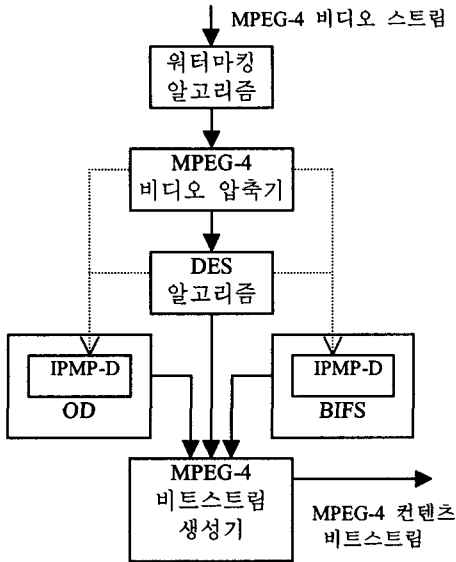 MPEG-4 비디오 스트림
워터마킹
알고리즘
MPEG-4
비디오 압축기
DES
알고리즘
IPMP-D
OD
IPMP-D
BIFS
MPEG-4
비트스트림
생성기
MPEG-4 컨텐츠
비트스트림